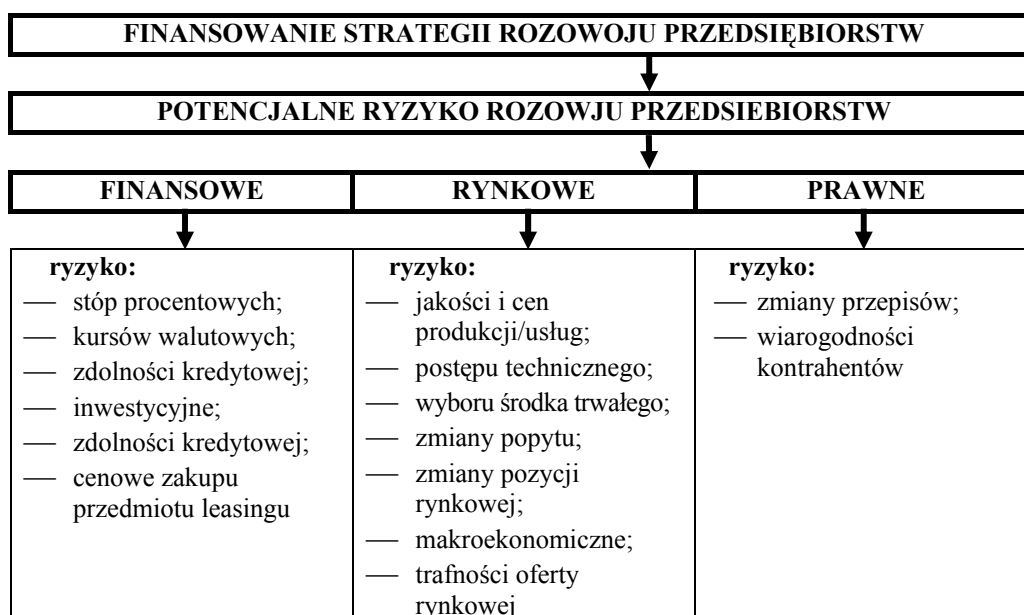 FINANSOWANIE STRATEGII ROZOWOJU PRZEDSIĘBIORSTW
POTENCJALNE RYZYKO ROZOWJU PRZEDSIEBIORSTW
FINANSOWE
RYNKOWE
PRAWNE
ryzyko:
— stóp procentowych;
— kursów walutowych;
— zdolności kredytowej;
— inwestycyjne;
— zdolności kredytowej;
— cenowe zakupu
przedmiotu leasingu
ryzyko:
— jakości i cen
produkcji/usług;
— postępu technicznego;
— wyboru środka trwałego;
— zmiany popytu;
— zmiany pozycji
rynkowej;
— makroekonomiczne;
— trafności oferty
rynkowej
ryzyko:
— zmiany przepisów;
— wiarogodności
kontrahentów